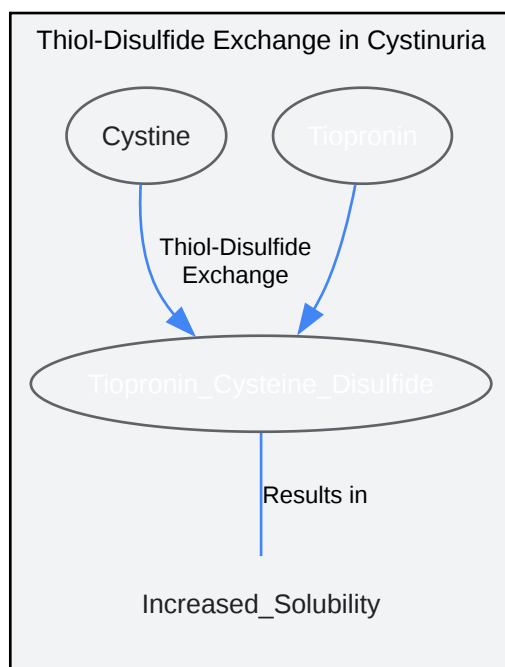 Thiol-Disulfide Exchange in Cystinuria
Cystine
Tiopronin
Thiol-Disulfide
Exchange
Tiopronin_Cysteine_Disulfide
Results in
Increased_Solubility